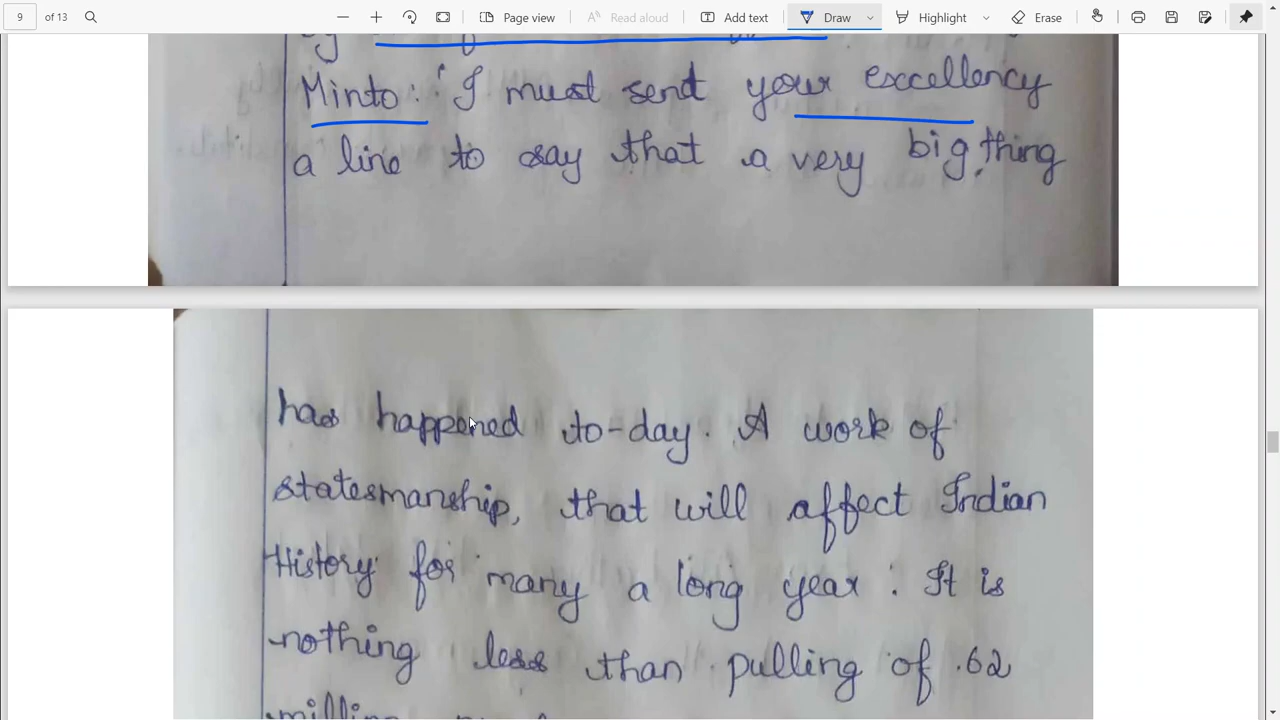 9 of 13 Page view Read aloud Add text Draw Highlight Erase
Minto: 'I must send your excellency
a line to say that a very big thing
has happened to-day. A work of
statesmanship, that will affect Indian
History for many a long year. It is
nothing less than pulling of 62